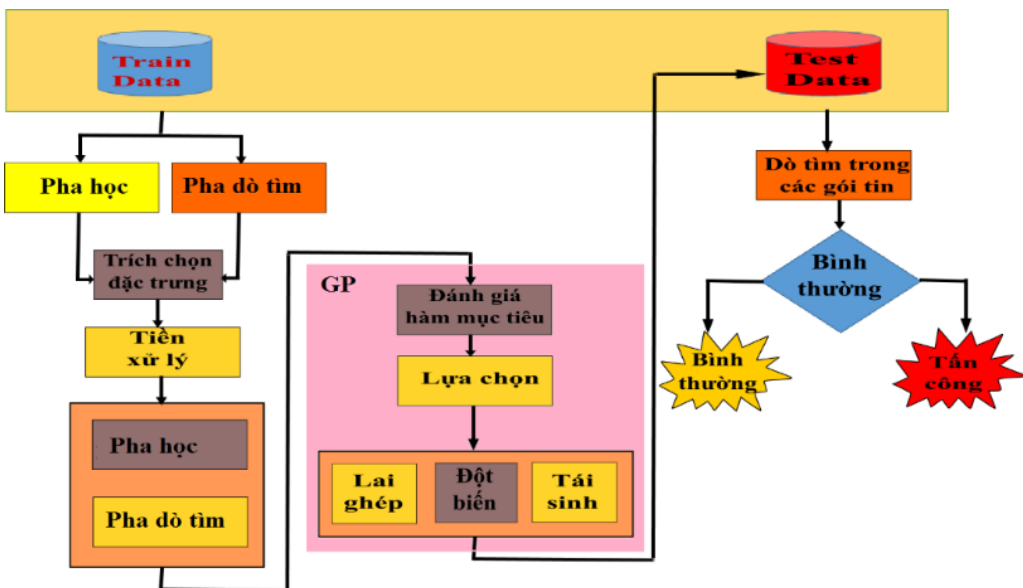 Train
Data
Test
Data
Pha học
Pha dò tìm
Trích chọn
đặc trưng
Tiền
xử lý
Pha học
Pha dò tìm
GP
Đánh giá
hàm mục tiêu
Lựa chọn
Lai
ghép
Đột
biến
Tái
sinh
Dò tìm trong
các gói tin
Bình
thường
Bình
thường
Tấn
công